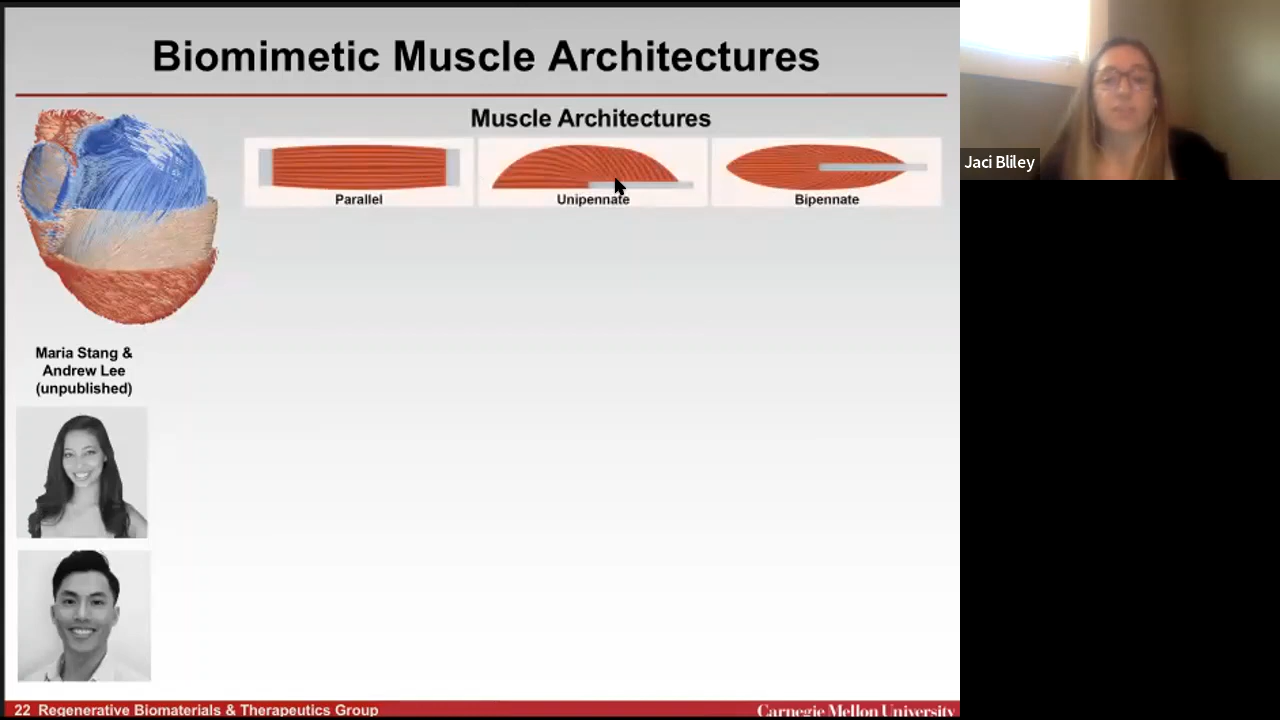 Biomimetic Muscle Architectures
Muscle Architectures
Parallel
Unipennate
Bipennate
Maria Stang &
Andrew Lee
(unpublished)
22 Regenerative Biomaterials & Therapeutics Group
Carnegie Mellon University
Jaci Bliley